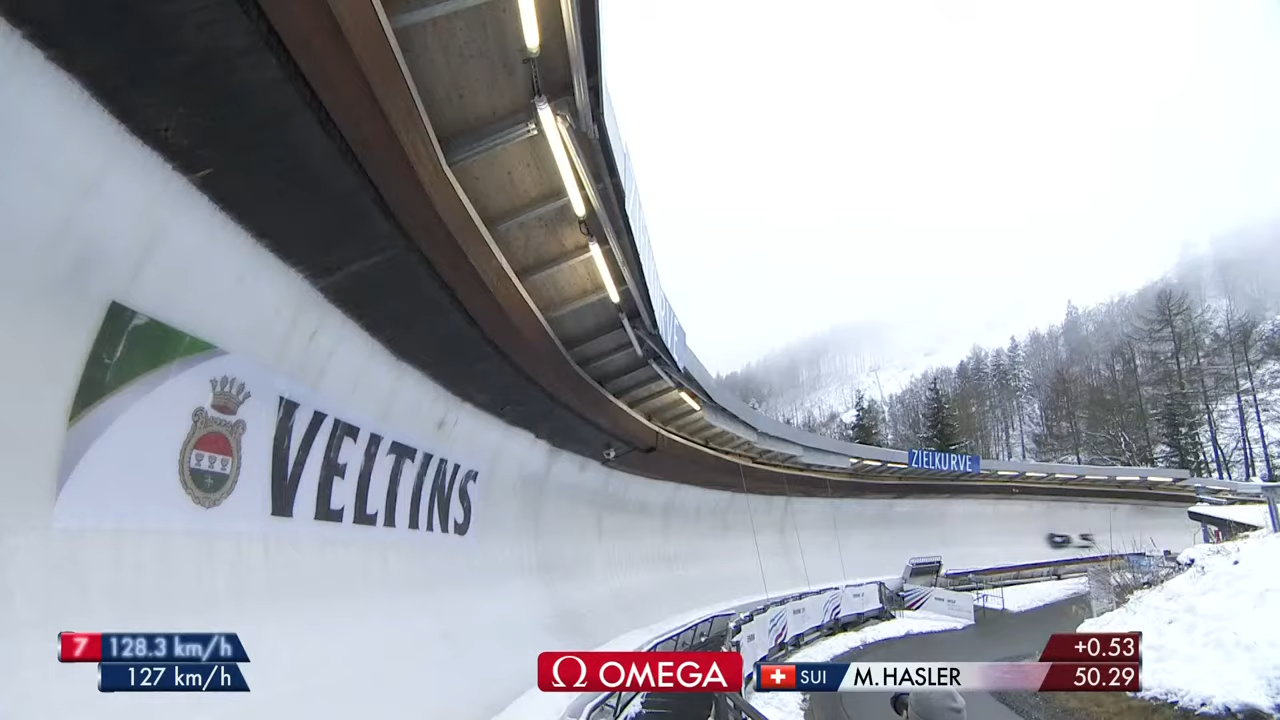 ZIELKURVE
VELTINS
7 128.3 km/h
127 km/h
Ω OMEGA
SUI M.HASLER
+0.53
50.29